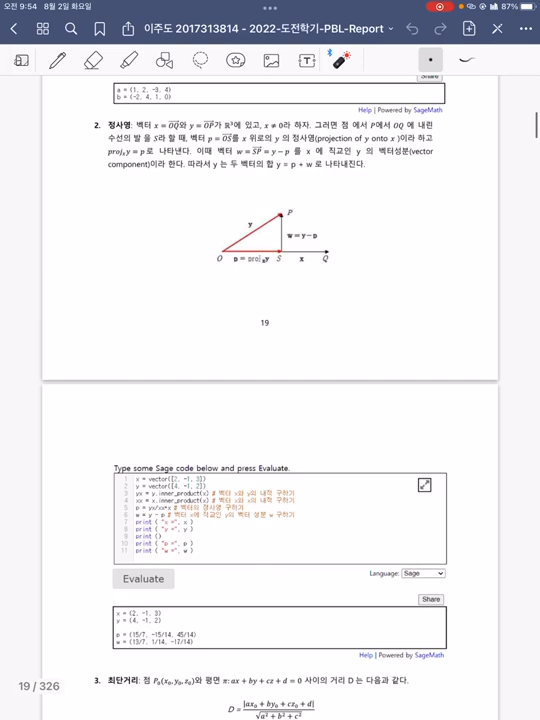 오전 9:54 8월 2일 화요일
87%
이주도 2017313814 - 2022-도전학기-PBL-Report
Share
a = (1, 2, -3, 4)
b = (-2, 4, 1, 0)
Help | Powered by SageMath
2. 정사영: 벡터 x = OQ와 y = OP가 ℝ³에 있고, x ≠ 0라 하자. 그러면 점 에서 P에서 OQ 에 내린
수선의 발 을 S라 할 때, 벡터 p = OS를 x 위로의 y 의 정사영(projection of y onto x )이라 하고
projₓy = p로 나타낸다. 이때 벡터 w = SP = y − p 를 x 에 직교인 y 의 벡터성분(vector
component)이라 한다. 따라서 y 는 두 벡터의 합 y = p + w 로 나타내진다.
P
y
w = y − p
O p = projₓy S x Q
19
Type some Sage code below and press Evaluate.
1 x = vector([2, -1, 3])
2 y = vector([4, -1, 2])
3 yx = y.inner_product(x) # 벡터 x와 y의 내적 구하기
4 xx = x.inner_product(x) # 벡터 x와 x의 내적 구하기
5 p = yx/xx*x # 벡터의 정사영 구하기
6 w = y - p # 벡터 x에 직교인 y의 벡터 성분 w 구하기
7 print ( "x =", x )
8 print ( "y =", y )
9 print ()
10 print ( "p =", p )
11 print ( "w =", w )
Evaluate
Language: Sage
Share
x = (2, -1, 3)
y = (4, -1, 2)
p = (15/7, -15/14, 45/14)
w = (13/7, 1/14, -17/14)
Help | Powered by SageMath
19 / 326
3. 최단거리: 점 P₀(x₀, y₀, z₀)와 평면 π: ax + by + cz + d = 0 사이의 거리 D 는 다음과 같다.
D = |ax₀ + by₀ + cz₀ + d| / √a² + b² + c²